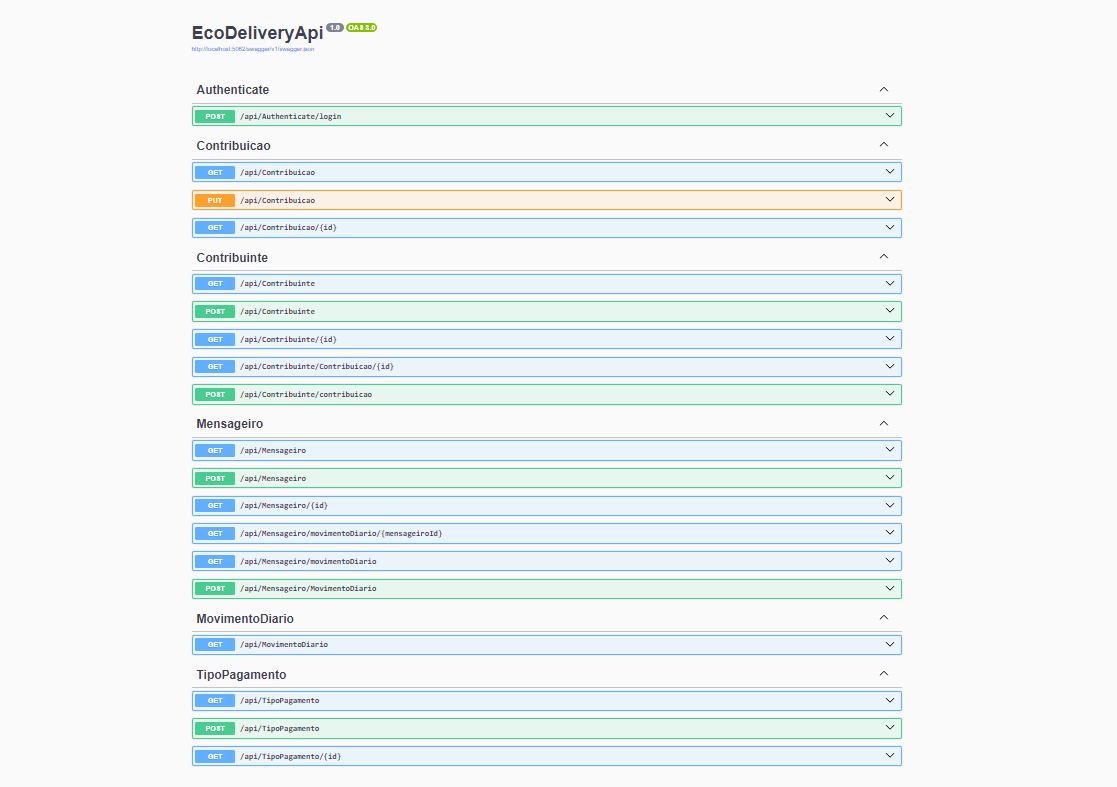 EcoDeliveryApi 1.0 OAS 3.0
http://localhost:5062/swagger/v1/swagger.json
Authenticate
POST /api/Authenticate/login
Contribuicao
GET /api/Contribuicao
PUT /api/Contribuicao
GET /api/Contribuicao/{id}
Contribuinte
GET /api/Contribuinte
POST /api/Contribuinte
GET /api/Contribuinte/{id}
GET /api/Contribuinte/Contribuicao/{id}
POST /api/Contribuinte/contribuicao
Mensageiro
GET /api/Mensageiro
POST /api/Mensageiro
GET /api/Mensageiro/{id}
GET /api/Mensageiro/movimentoDiario/{mensageiroId}
GET /api/Mensageiro/movimentoDiario
POST /api/Mensageiro/MovimentoDiario
MovimentoDiario
GET /api/MovimentoDiario
TipoPagamento
GET /api/TipoPagamento
POST /api/TipoPagamento
GET /api/TipoPagamento/{id}